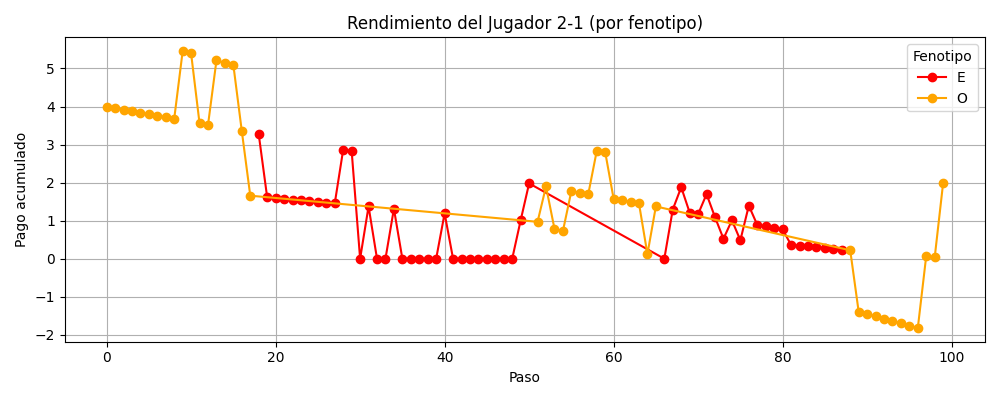 Rendimiento del Jugador 2-1 (por fenotipo)
Pago acumulado
5
4
3
2
1
0
−1
−2
Fenotipo
E
O
0
20
40
60
80
100
Paso